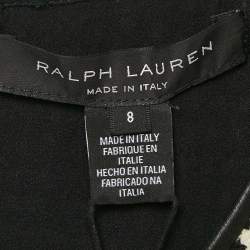 RALPH LAUREN
MADE IN ITALY
8
MADE IN ITALY
FABRIQUE EN
ITALIE
HECHO EN ITALIA
FABRICADO NA
ITALIA